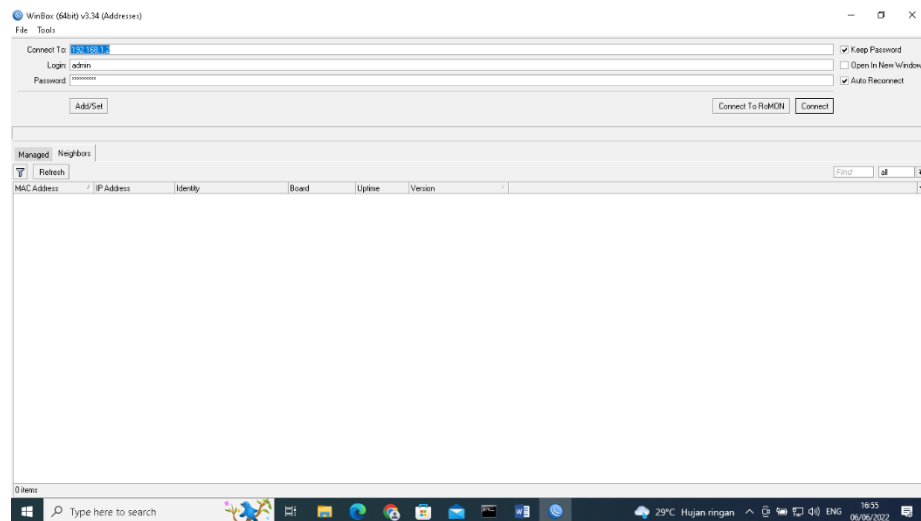 WinBox (64bit) v3.34 (Addresses)
File Tools
Connect To: 192.168.1.2
Keep Password
Login: admin
Open In New Window
Password: **********
Auto Reconnect
Add/Set
Connect To RoMON
Connect
Managed Neighbors
Refresh
Find
all
MAC Address IP Address Identity Board Uptime Version
0 items
Type here to search
29°C Hujan ringan
ENG
16:55
06/06/2022